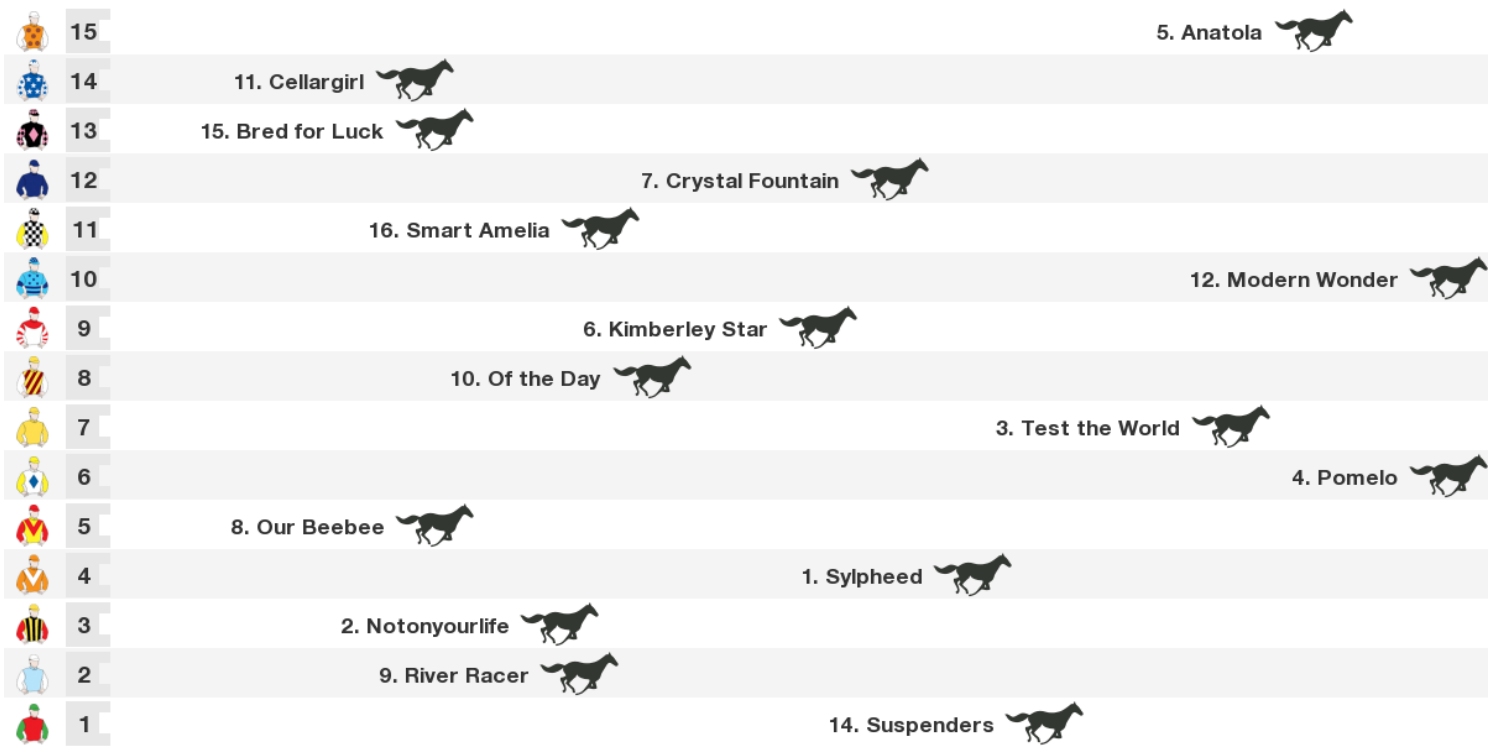 15 5. Anatola
14 11. Cellargirl
13 15. Bred for Luck
12 7. Crystal Fountain
11 16. Smart Amelia
10 12. Modern Wonder
9 6. Kimberley Star
8 10. Of the Day
7 3. Test the World
6 4. Pomelo
5 8. Our Beebee
4 1. Sylpheed
3 2. Notonyourlife
2 9. River Racer
1 14. Suspenders